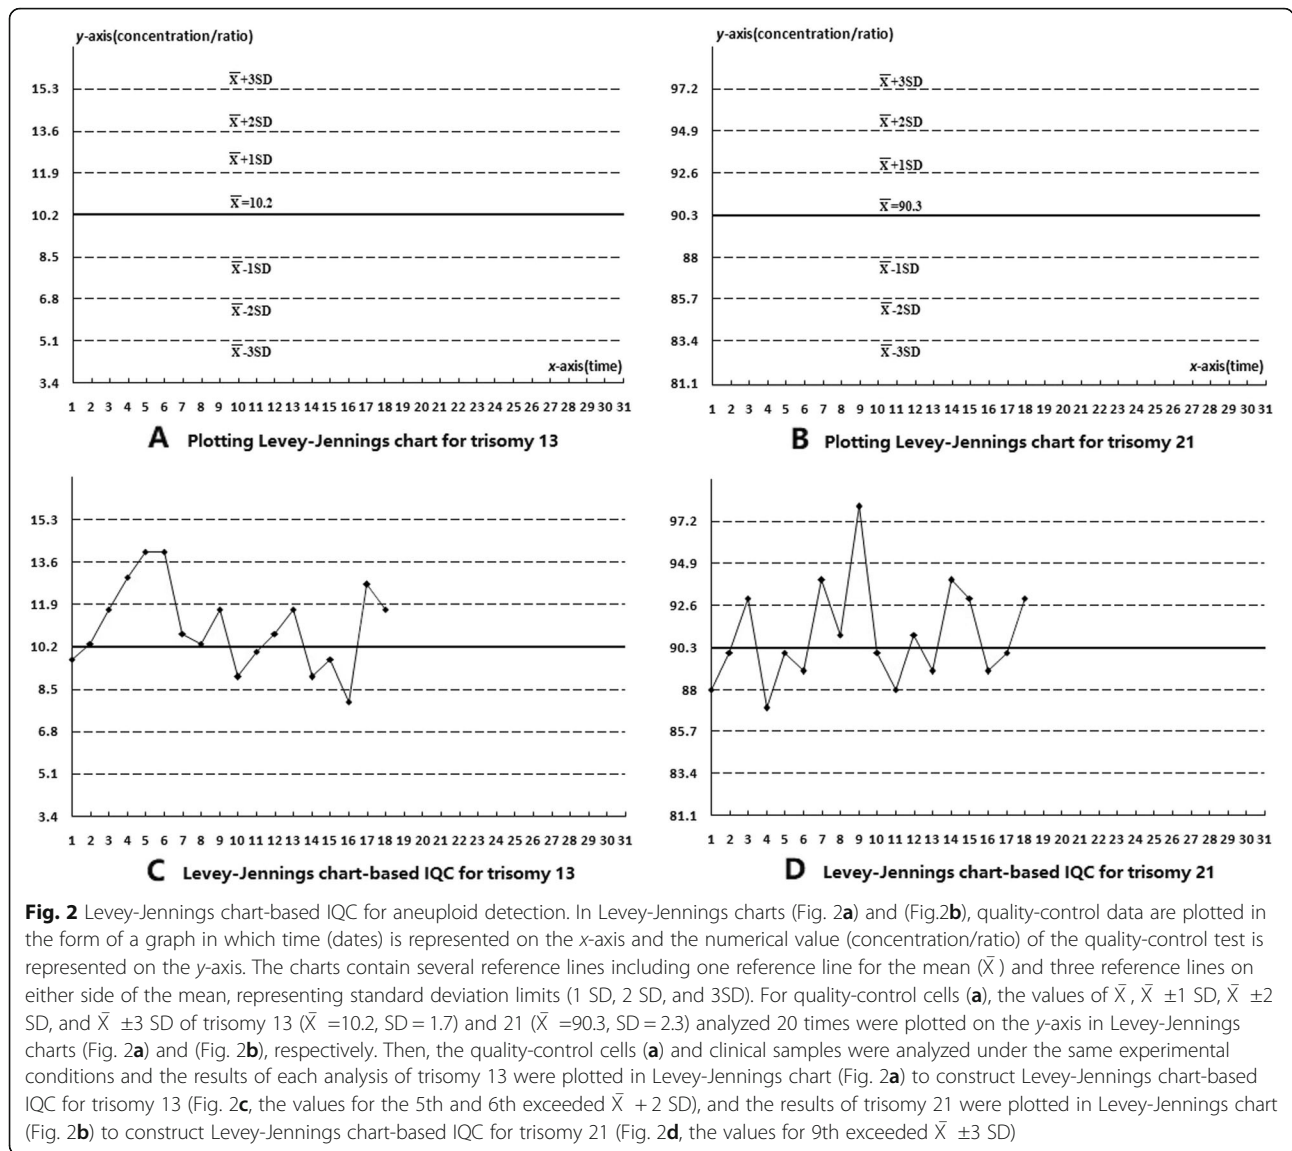 y-axis(concentration/ratio)
15.3
X̅+3SD
13.6
X̅+2SD
11.9
X̅+1SD
10.2
X̅=10.2
8.5
X̅-1SD
6.8
X̅-2SD
5.1
X̅-3SD
x-axis(time)
3.4
1 2 3 4 5 6 7 8 9 10 11 12 13 14 15 16 17 18 19 20 21 22 23 24 25 26 27 28 29 30 31
A Plotting Levey-Jennings chart for trisomy 13
y-axis(concentration/ratio)
97.2
X̅+3SD
94.9
X̅+2SD
92.6
X̅+1SD
90.3
X̅=90.3
88
X̅-1SD
85.7
X̅-2SD
83.4
X̅-3SD
x-axis(time)
81.1
1 2 3 4 5 6 7 8 9 10 11 12 13 14 15 16 17 18 19 20 21 22 23 24 25 26 27 28 29 30 31
B Plotting Levey-Jennings chart for trisomy 21
15.3
13.6
11.9
10.2
8.5
6.8
5.1
3.4
1 2 3 4 5 6 7 8 9 10 11 12 13 14 15 16 17 18 19 20 21 22 23 24 25 26 27 28 29 30 31
C Levey-Jennings chart-based IQC for trisomy 13
97.2
94.9
92.6
90.3
88
85.7
83.4
81.1
1 2 3 4 5 6 7 8 9 10 11 12 13 14 15 16 17 18 19 20 21 22 23 24 25 26 27 28 29 30 31
D Levey-Jennings chart-based IQC for trisomy 21
Fig. 2 Levey-Jennings chart-based IQC for aneuploid detection. In Levey-Jennings charts (Fig. 2a) and (Fig.2b), quality-control data are plotted in
the form of a graph in which time (dates) is represented on the x-axis and the numerical value (concentration/ratio) of the quality-control test is
represented on the y-axis. The charts contain several reference lines including one reference line for the mean (X̅ ) and three reference lines on
either side of the mean, representing standard deviation limits (1 SD, 2 SD, and 3SD). For quality-control cells (a), the values of X̅ , X̅ ±1 SD, X̅ ±2
SD, and X̅ ±3 SD of trisomy 13 (X̅ =10.2, SD = 1.7) and 21 (X̅ =90.3, SD = 2.3) analyzed 20 times were plotted on the y-axis in Levey-Jennings
charts (Fig. 2a) and (Fig. 2b), respectively. Then, the quality-control cells (a) and clinical samples were analyzed under the same experimental
conditions and the results of each analysis of trisomy 13 were plotted in Levey-Jennings chart (Fig. 2a) to construct Levey-Jennings chart-based
IQC for trisomy 13 (Fig. 2c, the values for the 5th and 6th exceeded X̅ + 2 SD), and the results of trisomy 21 were plotted in Levey-Jennings chart
(Fig. 2b) to construct Levey-Jennings chart-based IQC for trisomy 21 (Fig. 2d, the values for 9th exceeded X̅ ±3 SD)